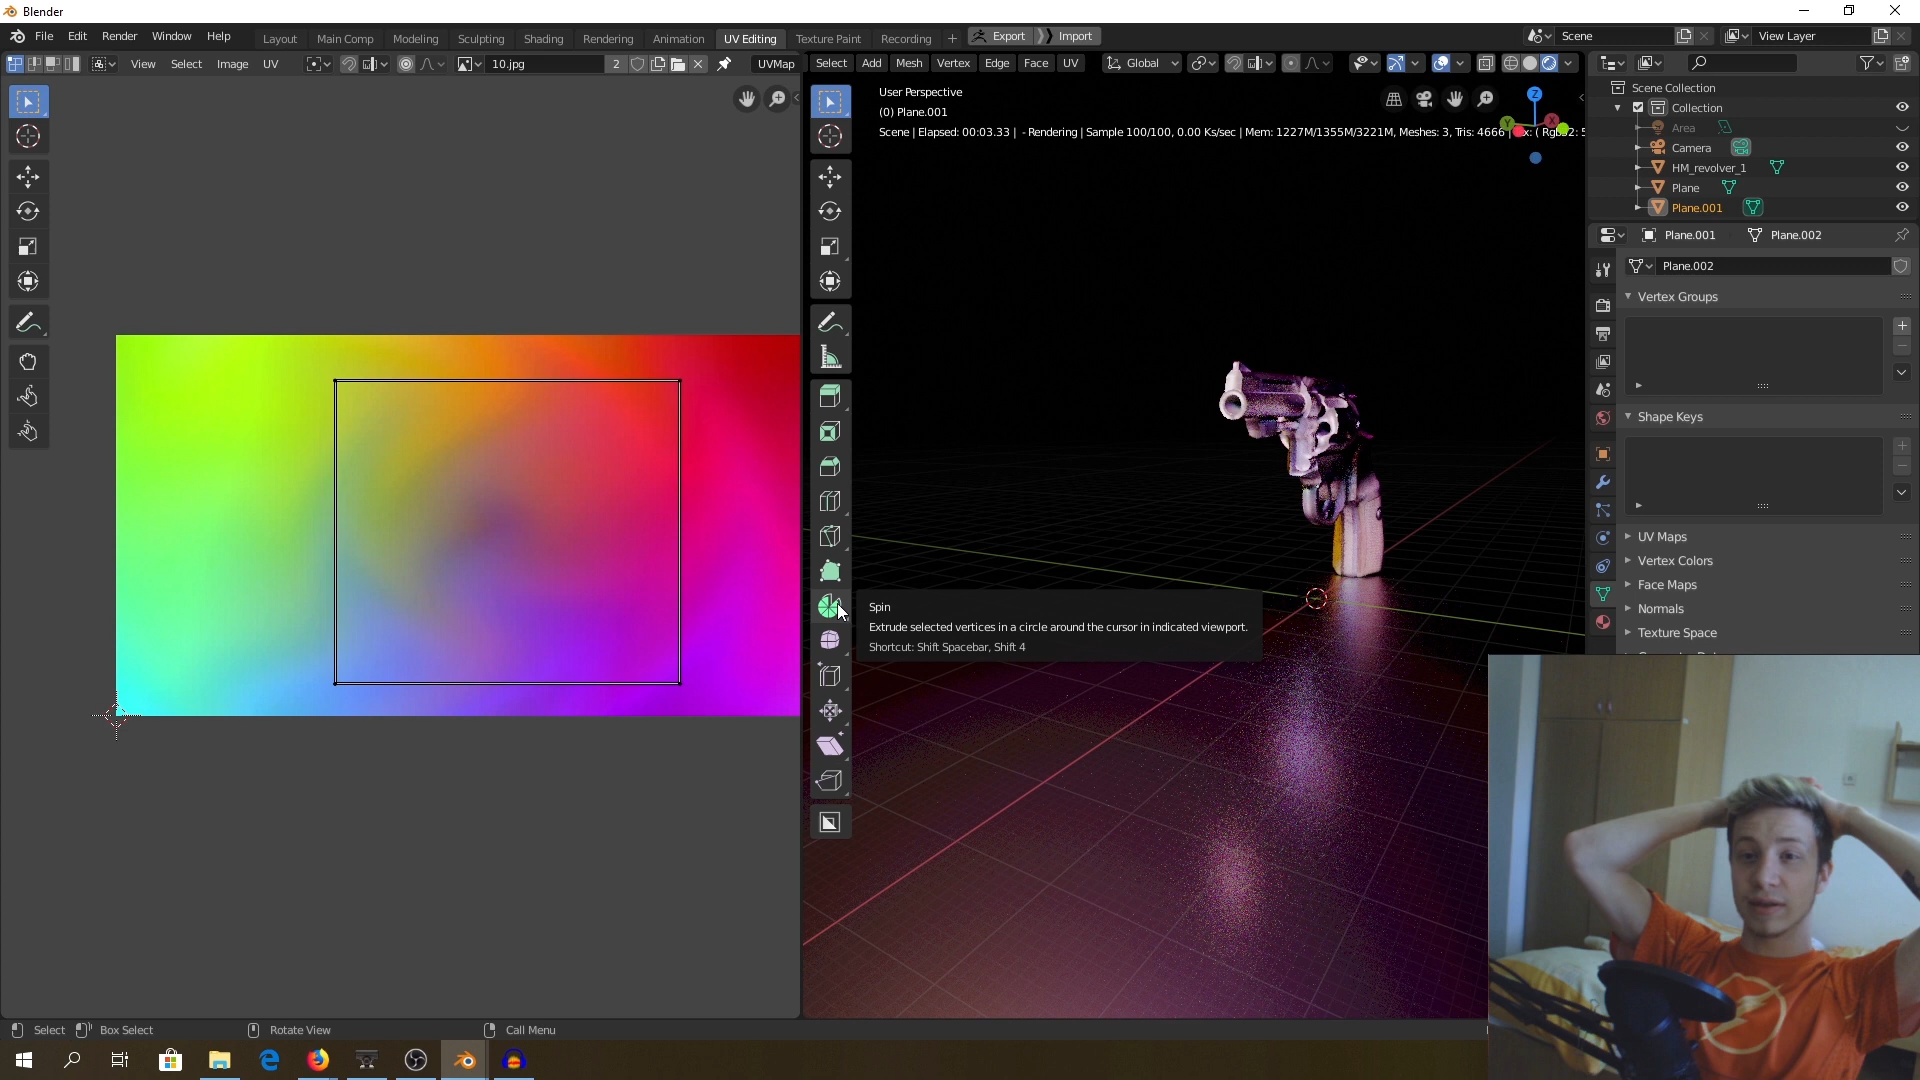 Blender
File Edit Render Window Help
Layout Main Comp Modeling Sculpting Shading Rendering Animation UV Editing Texture Paint Recording + Export Import
Scene
View Layer
View Select Image UV
10.jpg
2
UVMap
Select Add Mesh Vertex Edge Face UV
Global
User Perspective
(0) Plane.001
Scene | Elapsed: 00:03.33 | - Rendering | Sample 100/100, 0.00 Ks/sec | Mem: 1227M/1355M/3221M, Meshes: 3, Tris: 4666
Z
Y
X
Scene Collection
Collection
Area
Camera
HM_revolver_1
Plane
Plane.001
Plane.001 Plane.002
Plane.002
Vertex Groups
Shape Keys
UV Maps
Vertex Colors
Face Maps
Normals
Texture Space
Spin
Extrude selected vertices in a circle around the cursor in indicated viewport.
Shortcut: Shift Spacebar, Shift 4
Select Box Select Rotate View Call Menu